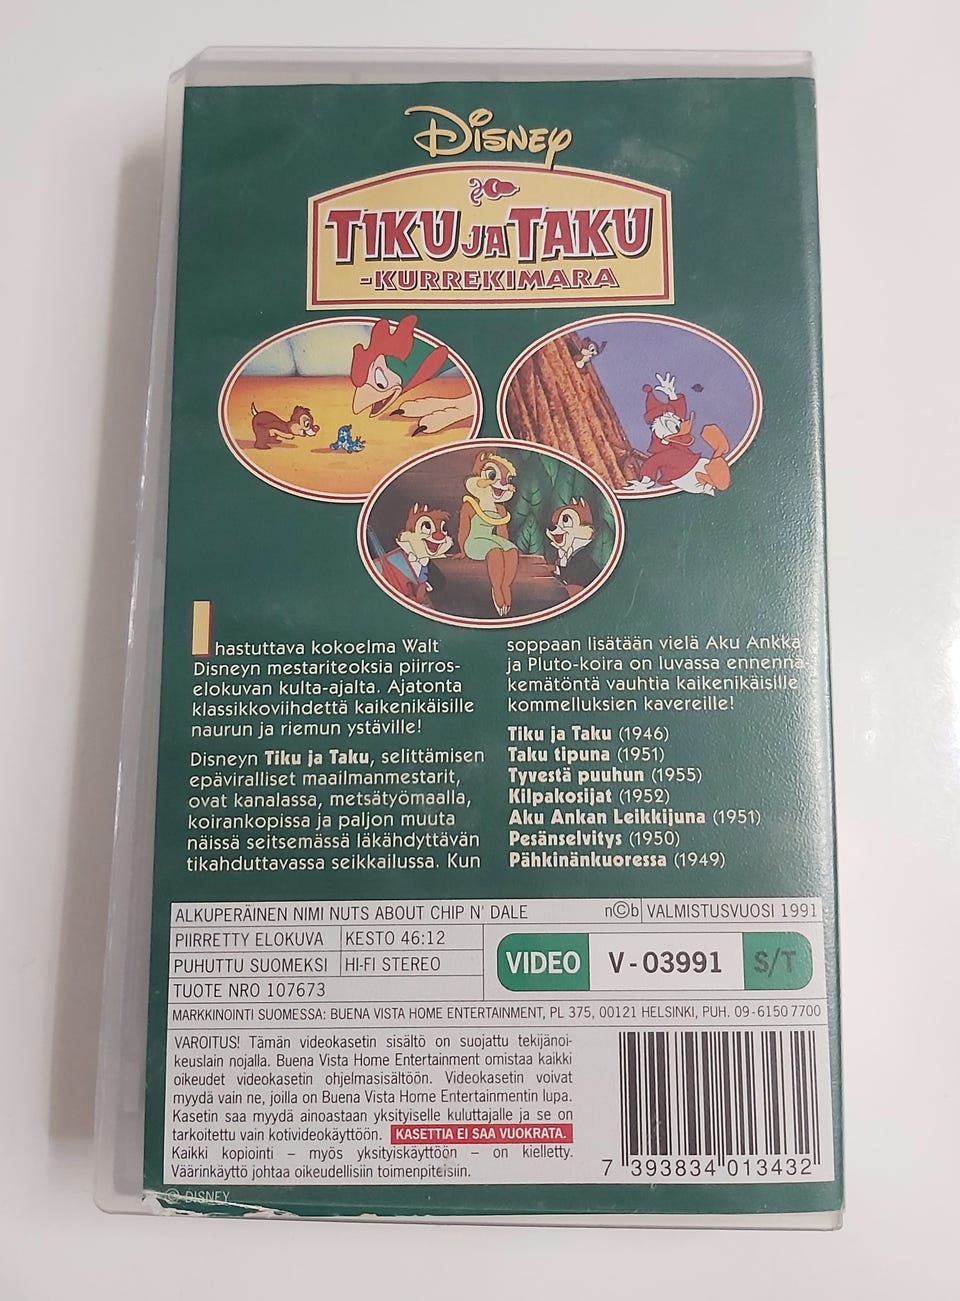 Disney
TIKU JA TAKU
-KURREKIMARA
Ihastuttava kokoelma Walt
Disneyn mestariteoksia piirros-
elokuvan kulta-ajalta. Ajatonta
klassikkoviihdettä kaikenikäisille
naurun ja riemun ystäville!
Disneyn Tiku ja Taku, selittämisen
epäviralliset maailmanmestarit,
ovat kanalassa, metsätyömaalla,
koirankopissa ja paljon muuta
näissä seitsemässä läkähdyttävän
tikahduttavassa seikkailussa. Kun
soppaan lisätään vielä Aku Ankka
ja Pluto-koira on luvassa ennennä-
kemätöntä vauhtia kaikenikäisille
kommelluksien kavereille!
Tiku ja Taku (1946)
Taku tipuna (1951)
Tyvestä puuhun (1955)
Kilpakosijat (1952)
Aku Ankan Leikkijuna (1951)
Pesänselvitys (1950)
Pähkinänkuoressa (1949)
ALKUPERÄINEN NIMI NUTS ABOUT CHIP N' DALE
n©b VALMISTUSVUOSI 1991
PIIRRETTY ELOKUVA KESTO 46:12
PUHUTTU SUOMEKSI HI-FI STEREO
TUOTE NRO 107673
VIDEO V-03991 S/T
MARKKINOINTI SUOMESSA: BUENA VISTA HOME ENTERTAINMENT, PL 375, 00121 HELSINKI, PUH. 09-6150 7700
VAROITUS! Tämän videokasetin sisältö on suojattu tekijänoi-
keuslain nojalla. Buena Vista Home Entertainment omistaa kaikki
oikeudet videokasetin ohjelmasisältöön. Videokasetin voivat
myydä vain ne, joilla on Buena Vista Home Entertainmentin lupa.
Kasetin saa myydä ainoastaan yksityiselle kuluttajalle ja se on
tarkoitettu vain kotivideokäyttöön. KASETTIA EI SAA VUOKRATA.
Kaikki kopiointi – myös yksityiskäyttöön – on kielletty.
Väärinkäyttö johtaa oikeudellisiin toimenpiteisiin.
7 393834 013432
© DISNEY